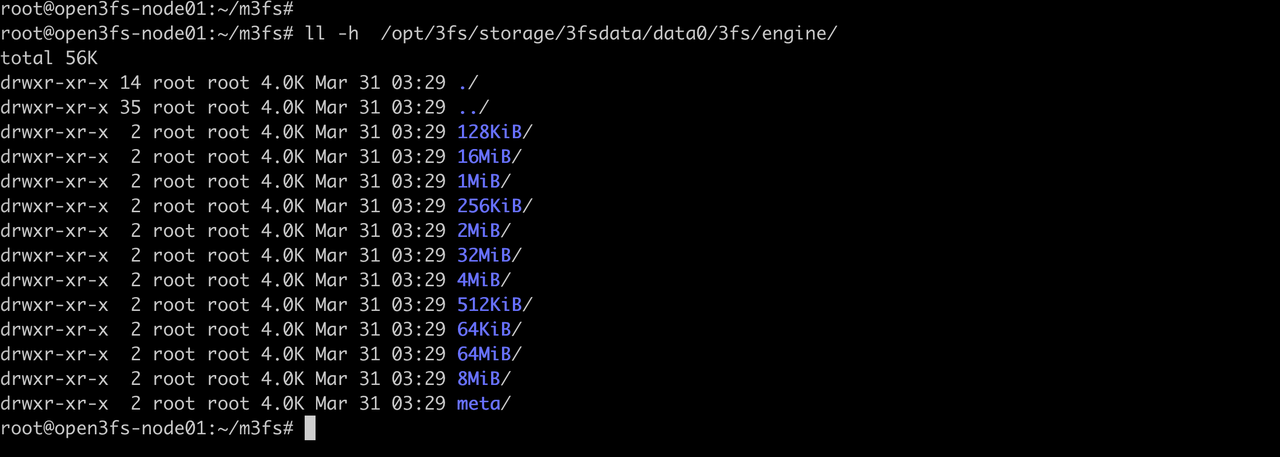 root@open3fs-node01:~/m3fs#
root@open3fs-node01:~/m3fs# ll -h  /opt/3fs/storage/3fsdata/data0/3fs/engine/
total 56K
drwxr-xr-x 14 root root 4.0K Mar 31 03:29 ./
drwxr-xr-x 35 root root 4.0K Mar 31 03:29 ../
drwxr-xr-x  2 root root 4.0K Mar 31 03:29 128KiB/
drwxr-xr-x  2 root root 4.0K Mar 31 03:29 16MiB/
drwxr-xr-x  2 root root 4.0K Mar 31 03:29 1MiB/
drwxr-xr-x  2 root root 4.0K Mar 31 03:29 256KiB/
drwxr-xr-x  2 root root 4.0K Mar 31 03:29 2MiB/
drwxr-xr-x  2 root root 4.0K Mar 31 03:29 32MiB/
drwxr-xr-x  2 root root 4.0K Mar 31 03:29 4MiB/
drwxr-xr-x  2 root root 4.0K Mar 31 03:29 512KiB/
drwxr-xr-x  2 root root 4.0K Mar 31 03:29 64KiB/
drwxr-xr-x  2 root root 4.0K Mar 31 03:29 64MiB/
drwxr-xr-x  2 root root 4.0K Mar 31 03:29 8MiB/
drwxr-xr-x  2 root root 4.0K Mar 31 03:29 meta/
root@open3fs-node01:~/m3fs#